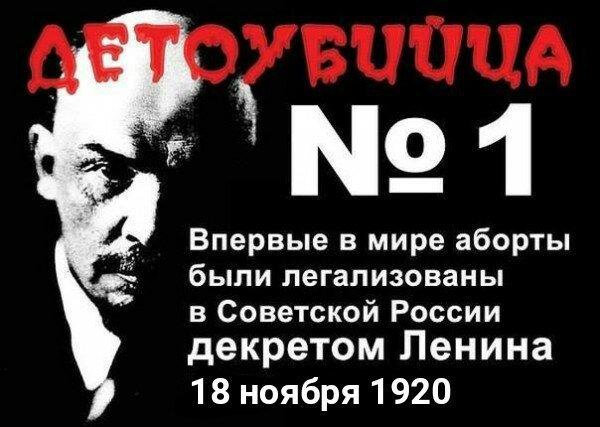 ДЕТОУБИЙЦА
№ 1
Впервые в мире аборты
были легализованы
в Советской России
декретом Ленина
18 ноября 1920